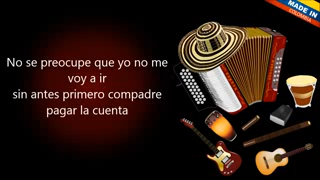 No se preocupe que yo no me
voy a ir
sin antes primero compadre
pagar la cuenta
MADE IN
COLOMBIA